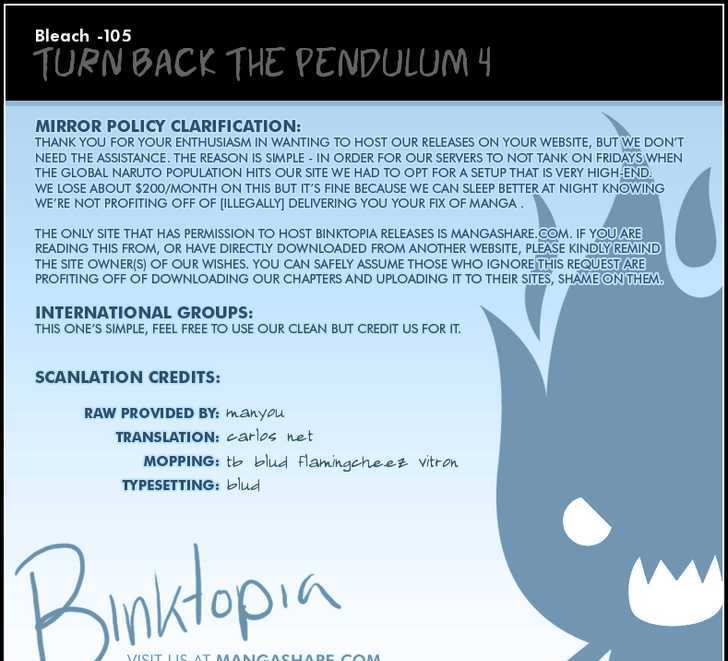 Bleach -105
TURN BACK THE PENDULUM 4
MIRROR POLICY CLARIFICATION:
THANK YOU FOR YOUR ENTHUSIASM IN WANTING TO HOST OUR RELEASES ON YOUR WEBSITE, BUT WE DON'T
NEED THE ASSISTANCE. THE REASON IS SIMPLE - IN ORDER FOR OUR SERVERS TO NOT TANK ON FRIDAYS WHEN
THE GLOBAL NARUTO POPULATION HITS OUR SITE WE HAD TO OPT FOR A SETUP THAT IS VERY HIGH-END.
WE LOSE ABOUT $200/MONTH ON THIS BUT IT'S FINE BECAUSE WE CAN SLEEP BETTER AT NIGHT KNOWING
WE'RE NOT PROFITING OFF OF [ILLEGALLY] DELIVERING YOU YOUR FIX OF MANGA .
THE ONLY SITE THAT HAS PERMISSION TO HOST BINKTOPIA RELEASES IS MANGASHARE.COM. IF YOU ARE
READING THIS FROM, OR HAVE DIRECTLY DOWNLOADED FROM ANOTHER WEBSITE, PLEASE KINDLY REMIND
THE SITE OWNER(S) OF OUR WISHES. YOU CAN SAFELY ASSUME THOSE WHO IGNORE THIS REQUEST ARE
PROFITING OFF OF DOWNLOADING OUR CHAPTERS AND UPLOADING IT TO THEIR SITES, SHAME ON THEM.
INTERNATIONAL GROUPS:
THIS ONE'S SIMPLE, FEEL FREE TO USE OUR CLEAN BUT CREDIT US FOR IT.
SCANLATION CREDITS:
RAW PROVIDED BY: manyou
TRANSLATION: carlos net
MOPPING: tb blud flamingcheez vitron
TYPESETTING: blud
Binktopia
VISIT US AT MANGASHARE.COM